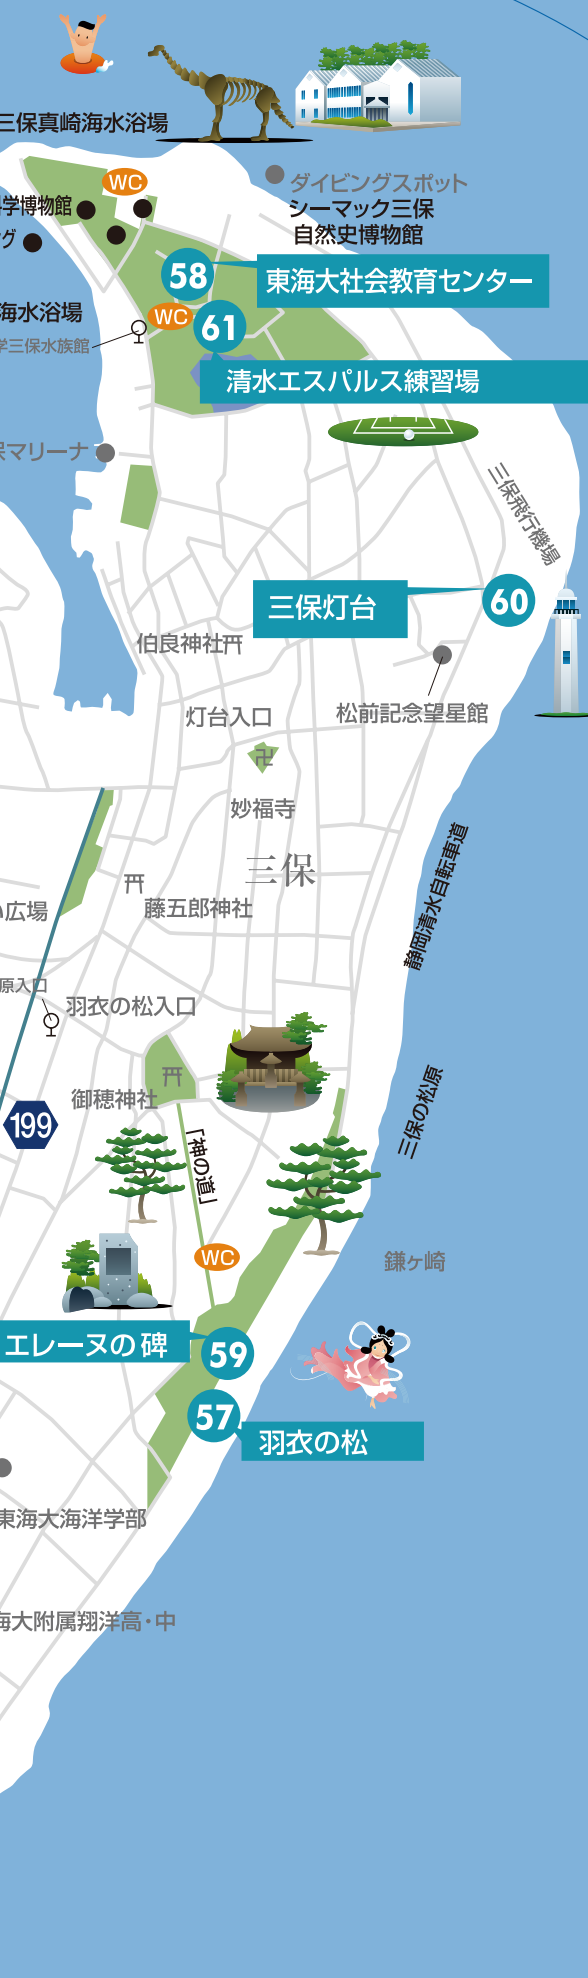 三保真崎海水浴場
WC
ダイビングスポット
学博物館
シーマック三保
自然史博物館
グ
58
東海大社会教育センター
海水浴場
WC
61
学三保水族館
清水エスパルス練習場
保マリーナ
三保飛行機場
三保灯台
60
伯良神社
灯台入口
松前記念望星館
卍
妙福寺
静岡清水自転車道
三保
藤五郎神社
い広場
原入口
羽衣の松入口
御穂神社
199
三保の松原
「神の道」
WC
鎌ヶ崎
エレーヌの碑
59
57
羽衣の松
東海大海洋学部
海大附属翔洋高・中